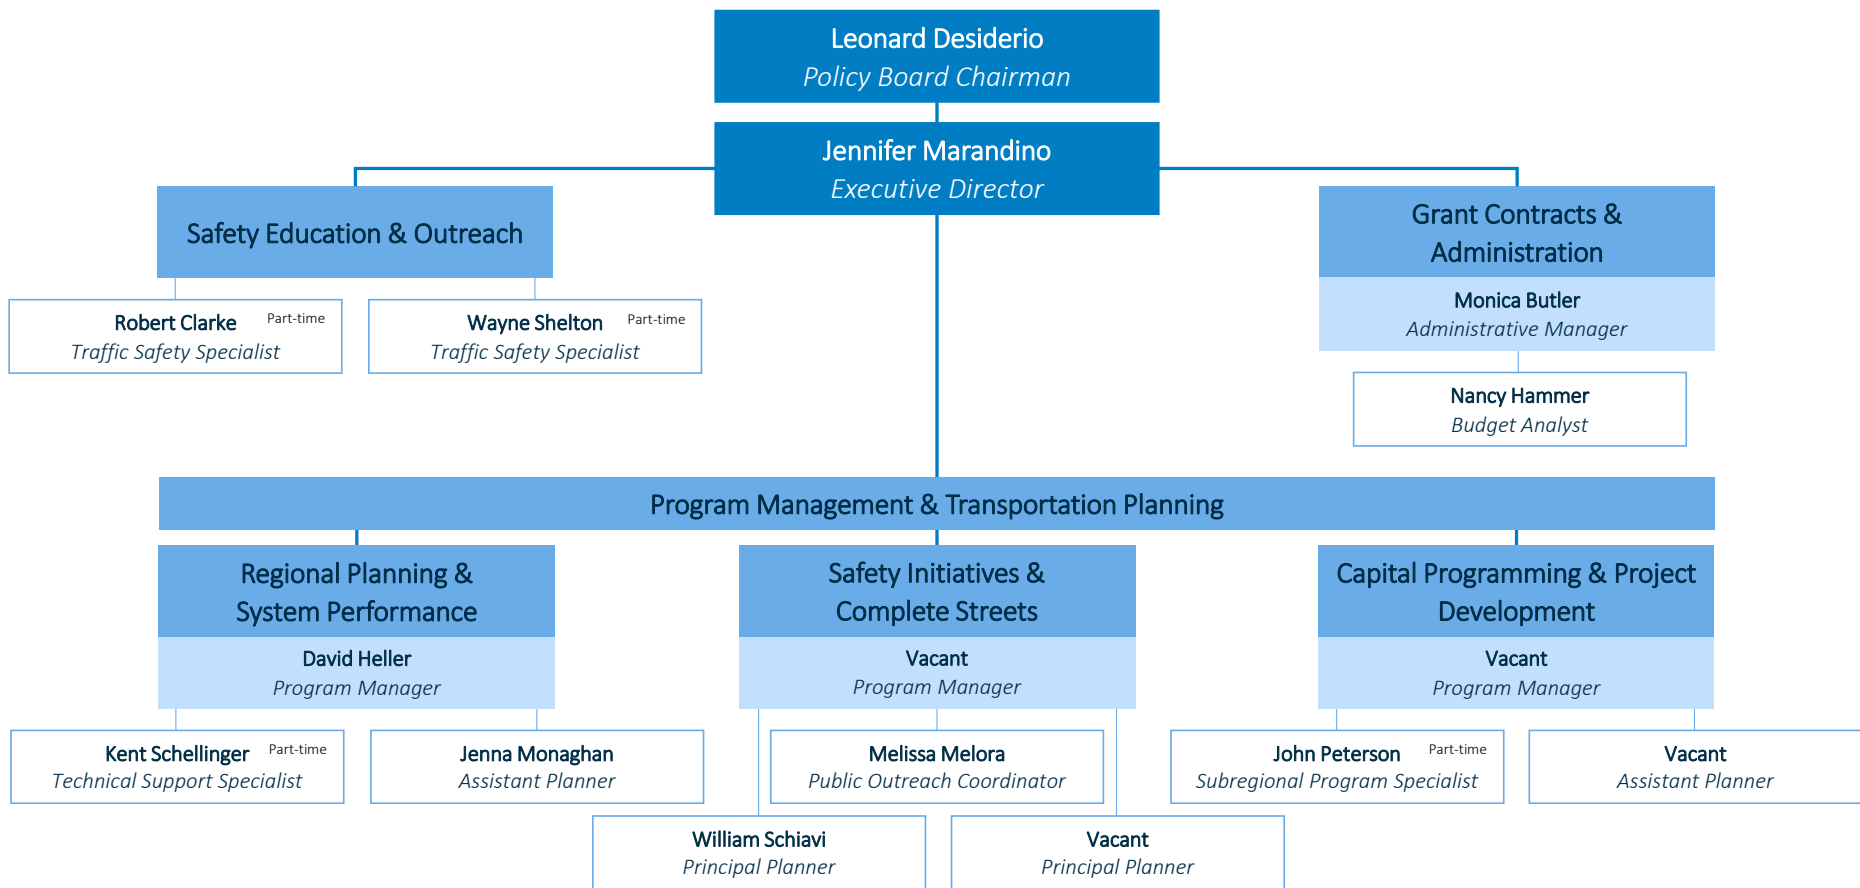 Leonard Desiderio
Policy Board Chairman
Jennifer Marandino
Executive Director
Safety Education & Outreach
Robert Clarke Part-time
Traffic Safety Specialist
Wayne Shelton Part-time
Traffic Safety Specialist
Grant Contracts &
Administration
Monica Butler
Administrative Manager
Nancy Hammer
Budget Analyst
Program Management & Transportation Planning
Regional Planning &
System Performance
David Heller
Program Manager
Kent Schellinger Part-time
Technical Support Specialist
Jenna Monaghan
Assistant Planner
Safety Initiatives &
Complete Streets
Vacant
Program Manager
Melissa Melora
Public Outreach Coordinator
William Schiavi
Principal Planner
Vacant
Principal Planner
Capital Programming & Project
Development
Vacant
Program Manager
John Peterson Part-time
Subregional Program Specialist
Vacant
Assistant Planner